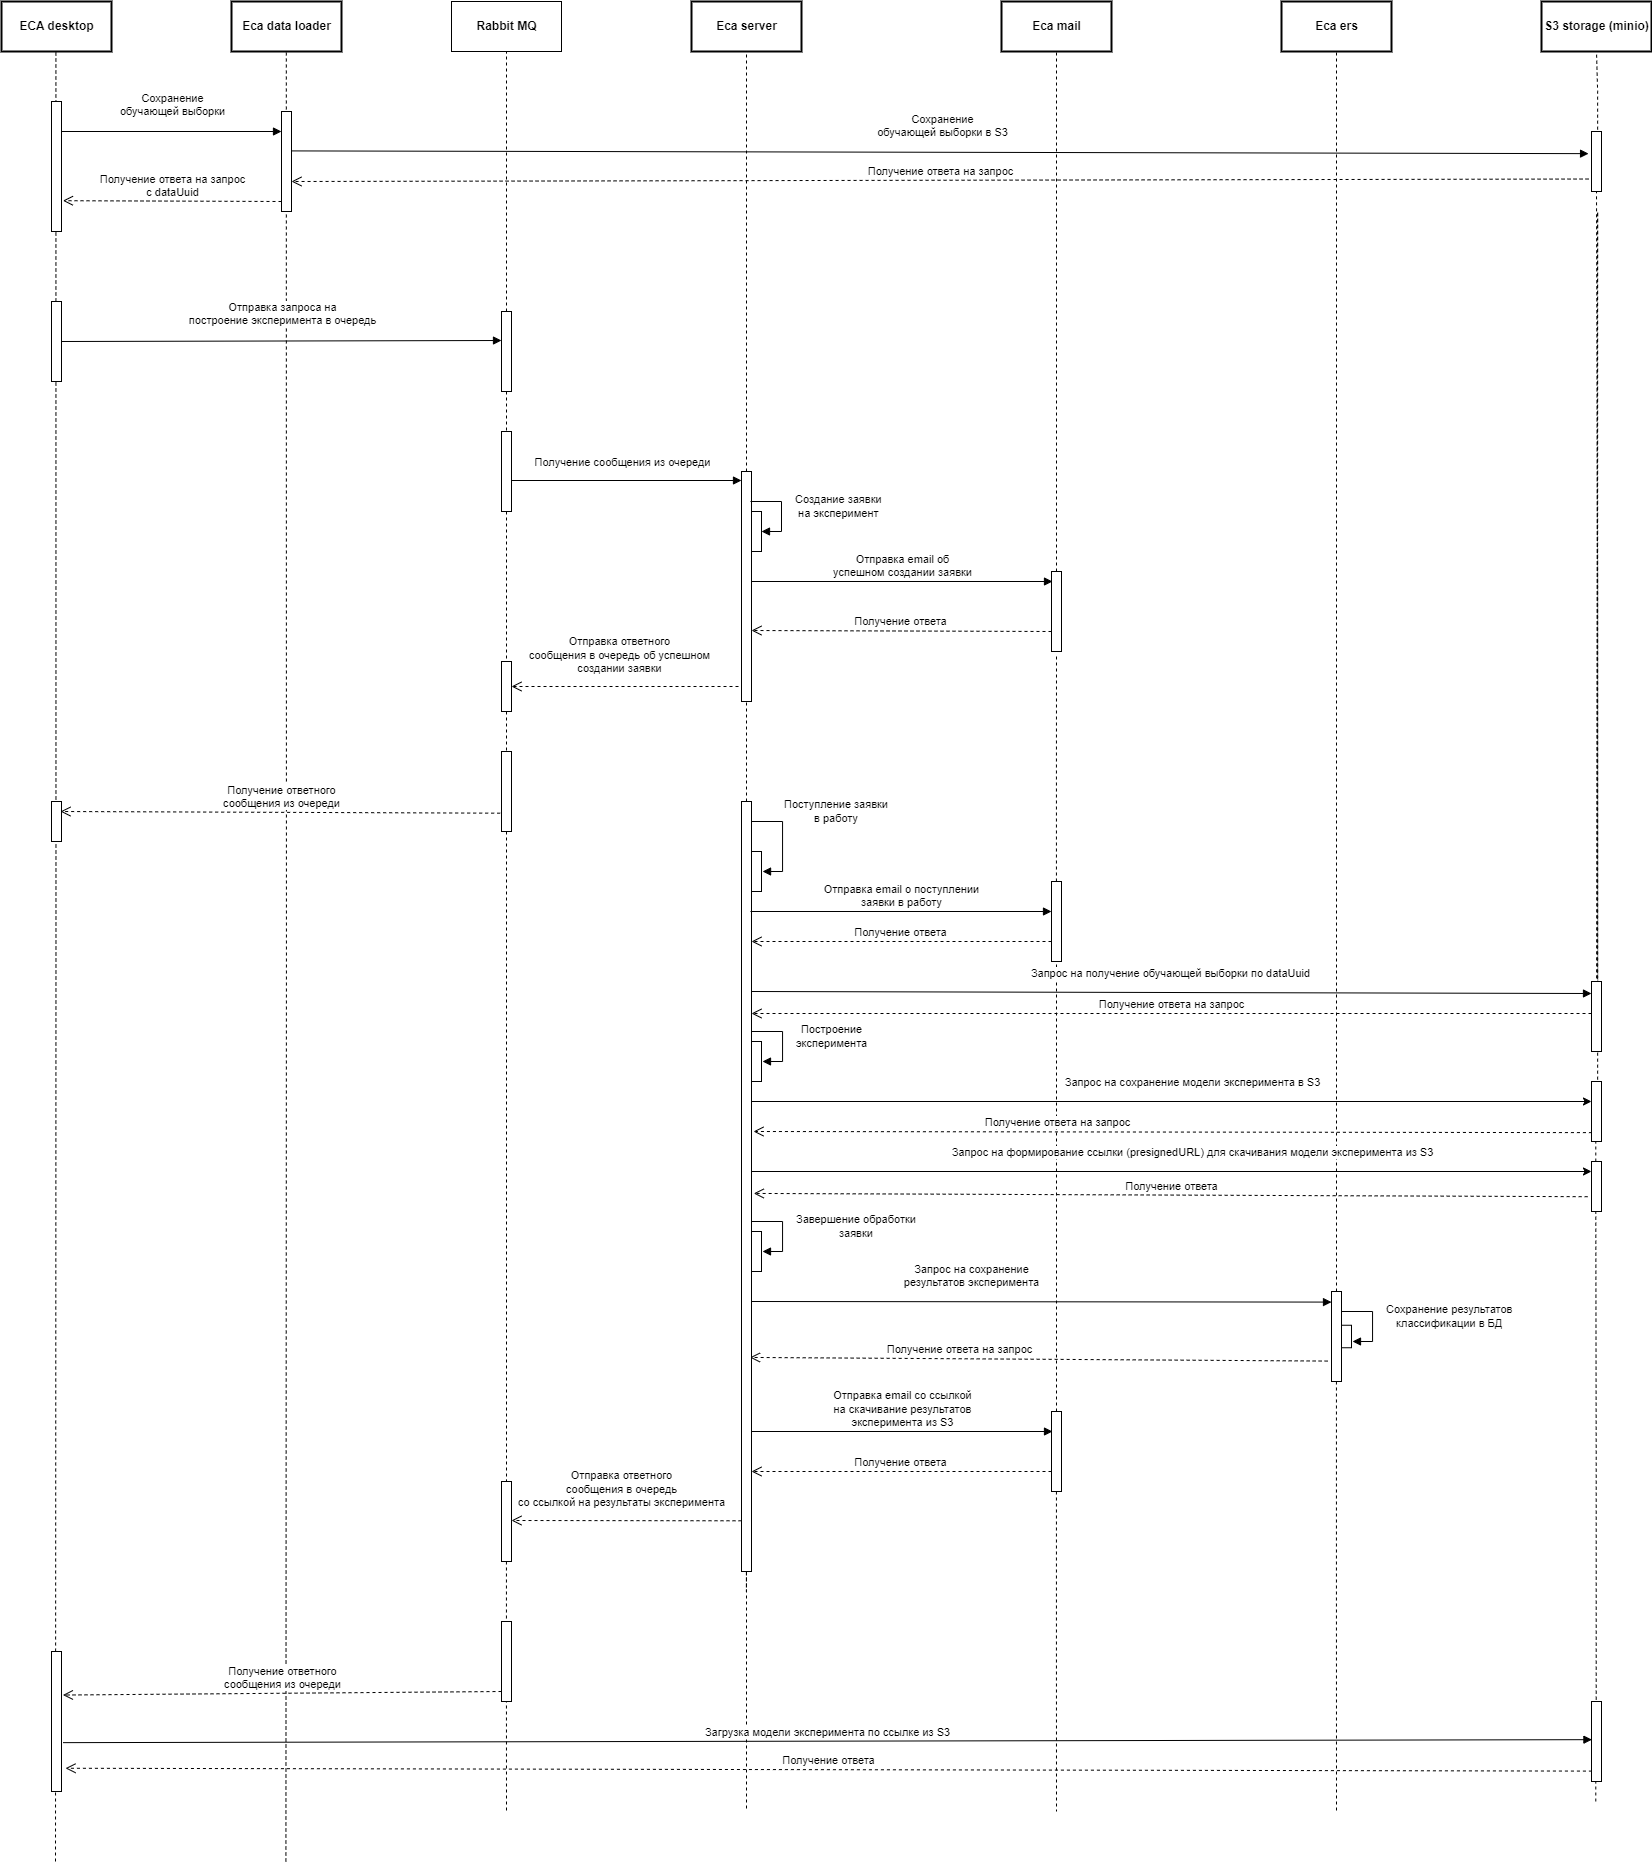 ECA desktop
Eca data loader
Rabbit MQ
Eca server
Eca mail
Eca ers
S3 storage (minio)
Сохранение
обучающей выборки
Сохранение
обучающей выборки в S3
Получение ответа на запрос
Получение ответа на запрос
с dataUuid
Отправка запроса на
построение эксперимента в очередь
Получение сообщения из очереди
Создание заявки
на эксперимент
Отправка email об
успешном создании заявки
Получение ответа
Отправка ответного
сообщения в очередь об успешном
создании заявки
Получение ответного
сообщения из очереди
Поступление заявки
в работу
Отправка email о поступлении
заявки в работу
Получение ответа
Запрос на получение обучающей выборки по dataUuid
Получение ответа на запрос
Построение
эксперимента
Запрос на сохранение модели эксперимента в S3
Получение ответа на запрос
Запрос на формирование ссылки (presignedURL) для скачивания модели эксперимента из S3
Получение ответа
Завершение обработки
заявки
Запрос на сохранение
результатов эксперимента
Сохранение результатов
классификации в БД
Получение ответа на запрос
Отправка email со ссылкой
на скачивание результатов
эксперимента из S3
Получение ответа
Отправка ответного
сообщения в очередь
со ссылкой на результаты эксперимента
Получение ответного
сообщения из очереди
Загрузка модели эксперимента по ссылке из S3
Получение ответа